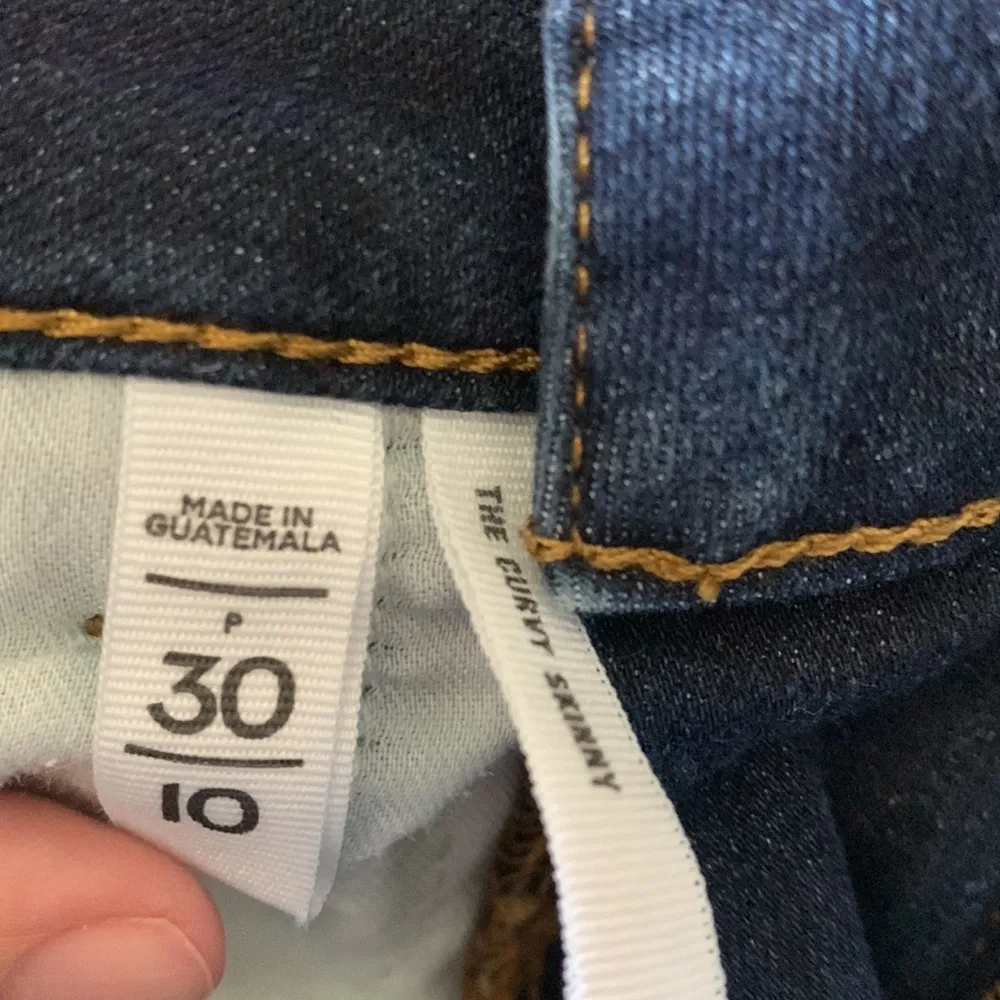 MADE IN
GUATEMALA
P
30
10
THE CURVY SKINNY